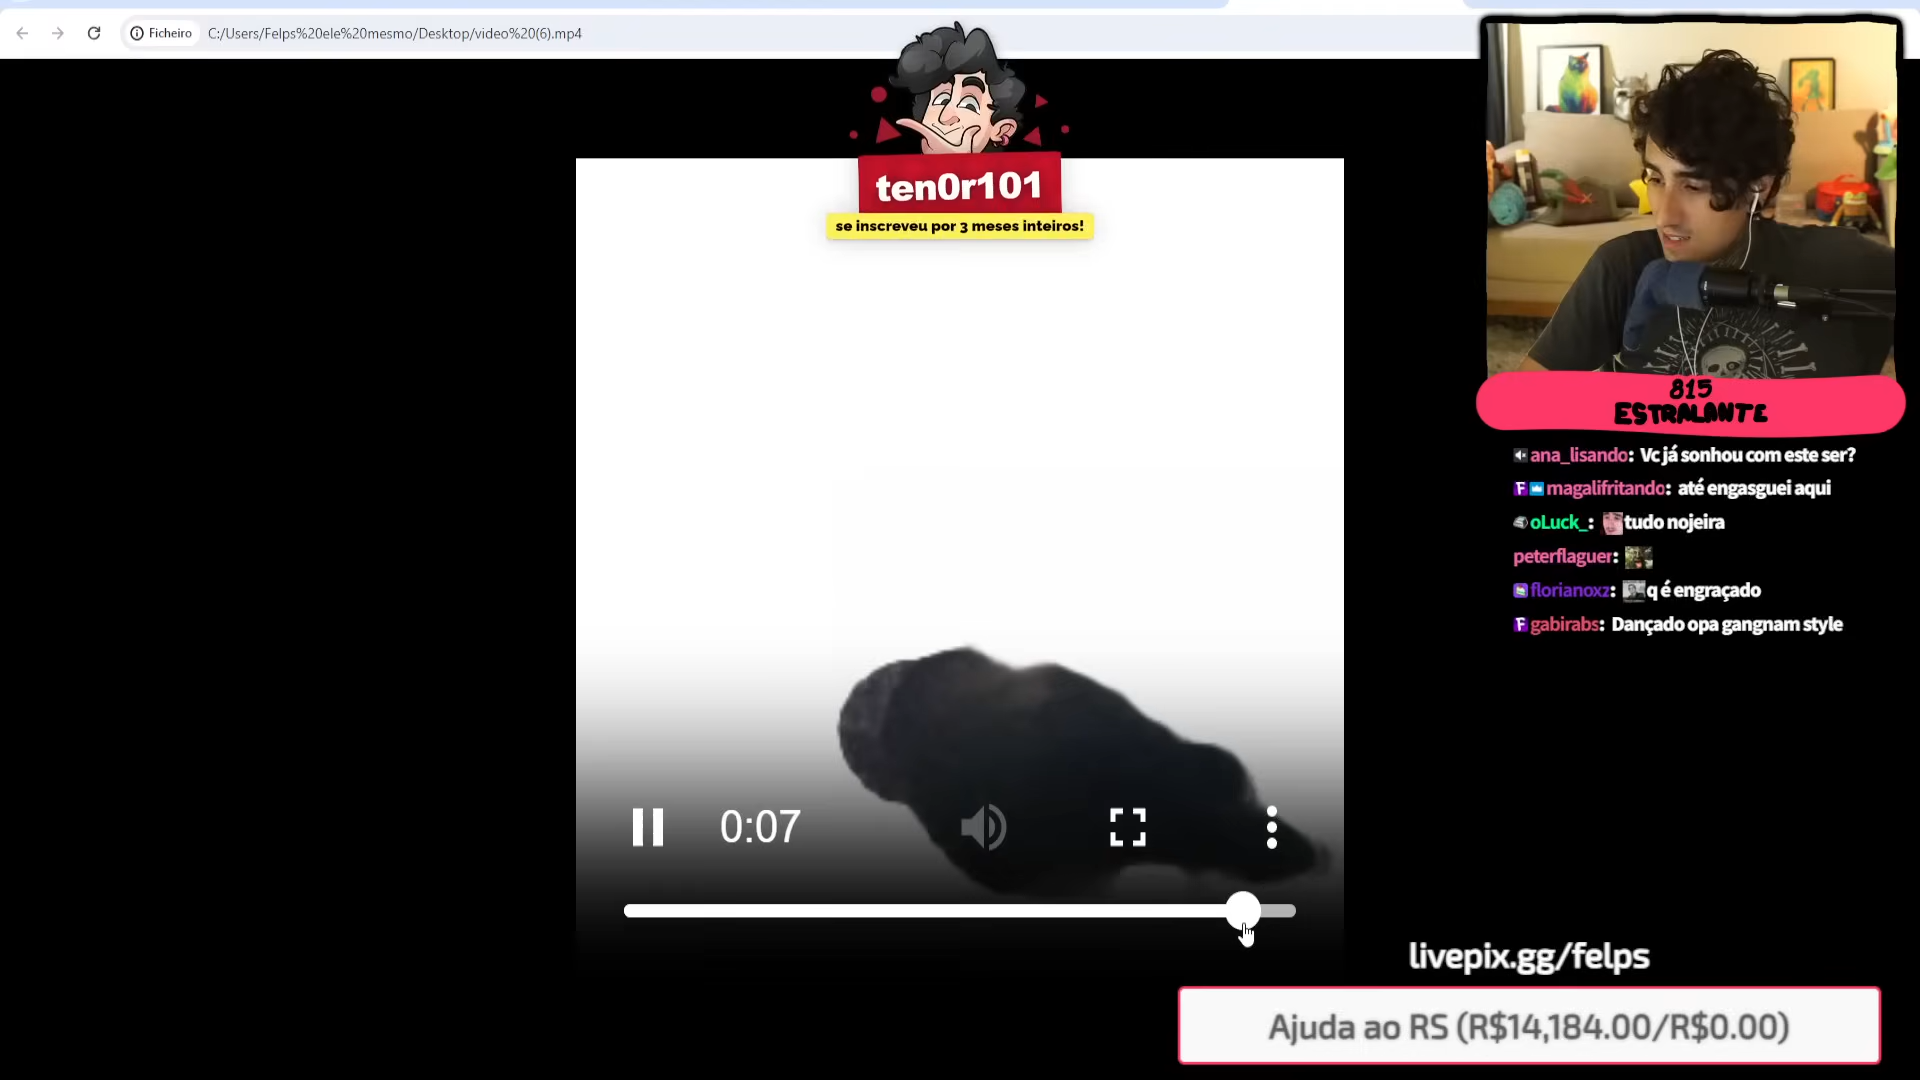 Ficheiro
C:/Users/Felps%20ele%20mesmo/Desktop/video%20(6).mp4
ten0r101
se inscreveu por 3 meses inteiros!
815
ESTRALANTE
ana_lisando: Vc já sonhou com este ser?
magalifritando: até engasguei aqui
oLuck_: tudo nojeira
peterflaguer:
florianoxz: q é engraçado
gabirabs: Dançado opa gangnam style
0:07
livepix.gg/felps
Ajuda ao RS (R$14,184.00/R$0.00)